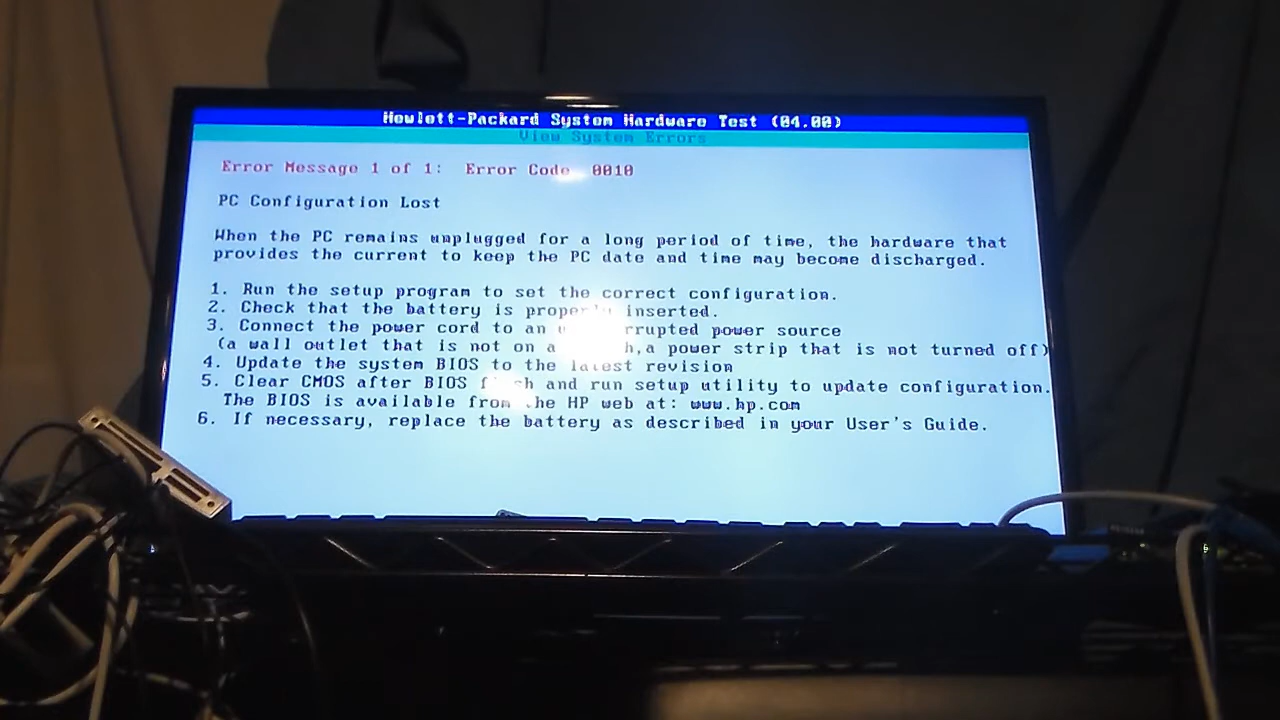 Hewlett-Packard System Hardware Test (04.00)
View System Errors
Error Message 1 of 1: Error Code 0010
PC Configuration Lost
When the PC remains unplugged for a long period of time, the hardware that
provides the current to keep the PC date and time may become discharged.
1. Run the setup program to set the correct configuration.
2. Check that the battery is properly inserted.
3. Connect the power cord to an power source
(a wall outlet that is not on a a power strip that is not turned off)
4. Update the system BIOS to the latest revision
5. Clear CMOS after BIOS and run setup utility to update configuration.
The BIOS is available from the HP web at: www.hp.com
6. If necessary, replace the battery as described in your User's Guide.